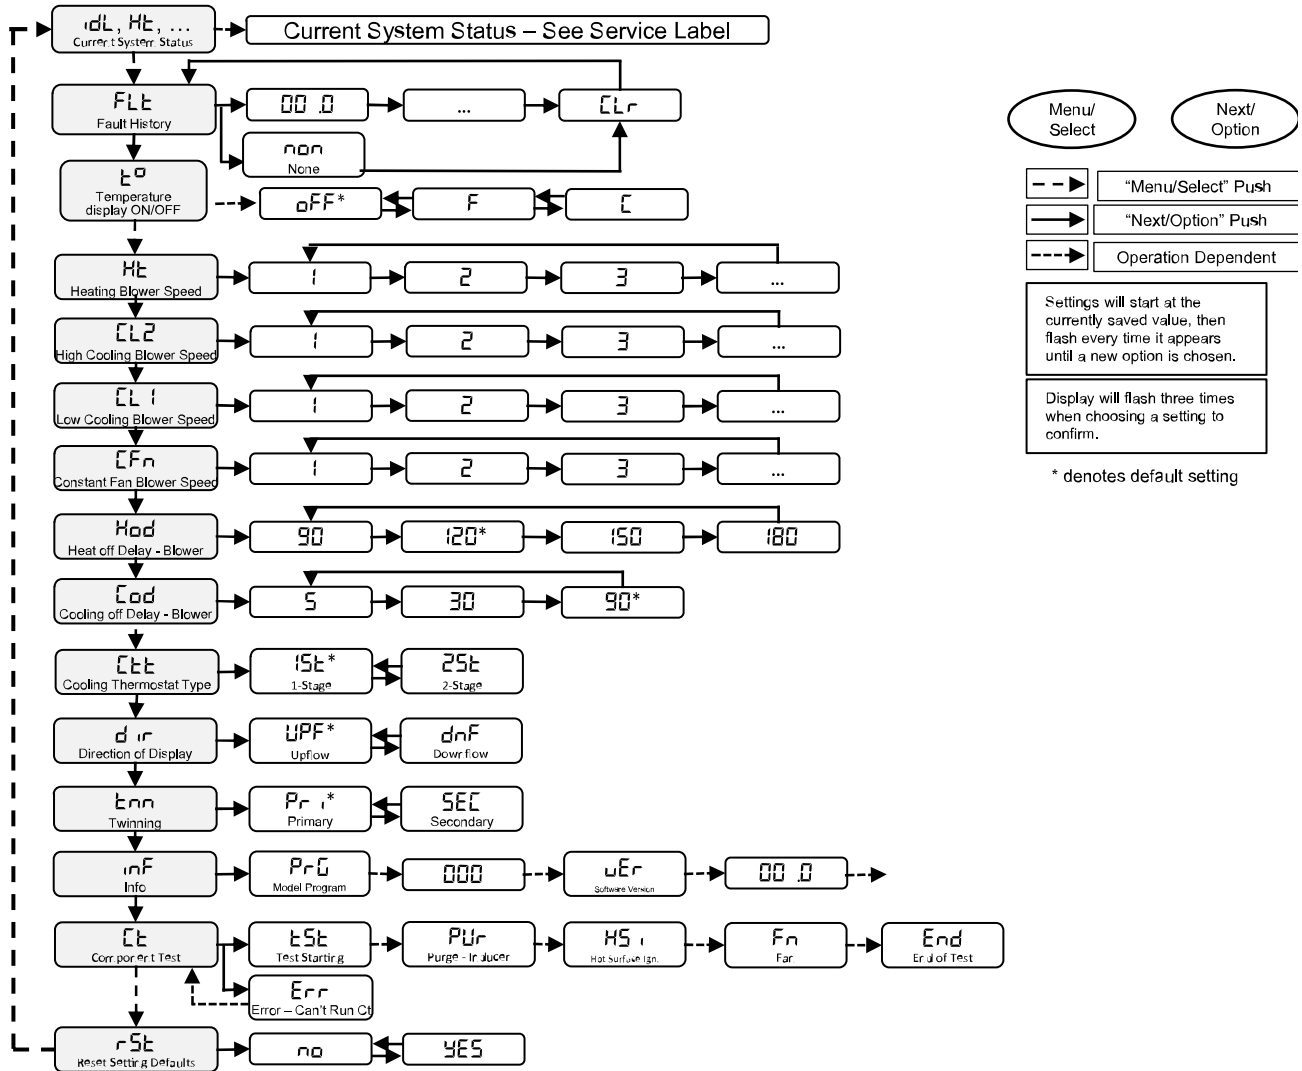 idL, Ht, ...
Current System Status
Current System Status – See Service Label
FLt
Fault History
00.0
...
CLr
non
None
t°
Temperature
display ON/OFF
oFF*
F
C
Ht
Heating Blower Speed
1
2
3
...
CL2
High Cooling Blower Speed
1
2
3
...
CL1
Low Cooling Blower Speed
1
2
3
...
CFn
Constant Fan Blower Speed
1
2
3
...
Hod
Heat off Delay - Blower
90
120*
150
180
Cod
Cooling off Delay - Blower
5
30
90*
Ctt
Cooling Thermostat Type
1St*
1-Stage
2St
2-Stage
dir
Direction of Display
UPF*
Upflow
dnF
Downflow
tnn
Twinning
Pri*
Primary
SEC
Secondary
inF
Info
PrG
Model Program
000
vEr
Software Version
00.0
Ct
Component Test
tSt
Test Starting
PUr
Purge - Inducer
HSi
Hot Surface Ign.
Fn
Fan
End
End of Test
Err
Error – Can't Run Ct
rSt
Reset Setting Defaults
no
YES
Menu/
Select
Next/
Option
“Menu/Select” Push
“Next/Option” Push
Operation Dependent
Settings will start at the
currently saved value, then
flash every time it appears
until a new option is chosen.
Display will flash three times
when choosing a setting to
confirm.
* denotes default setting